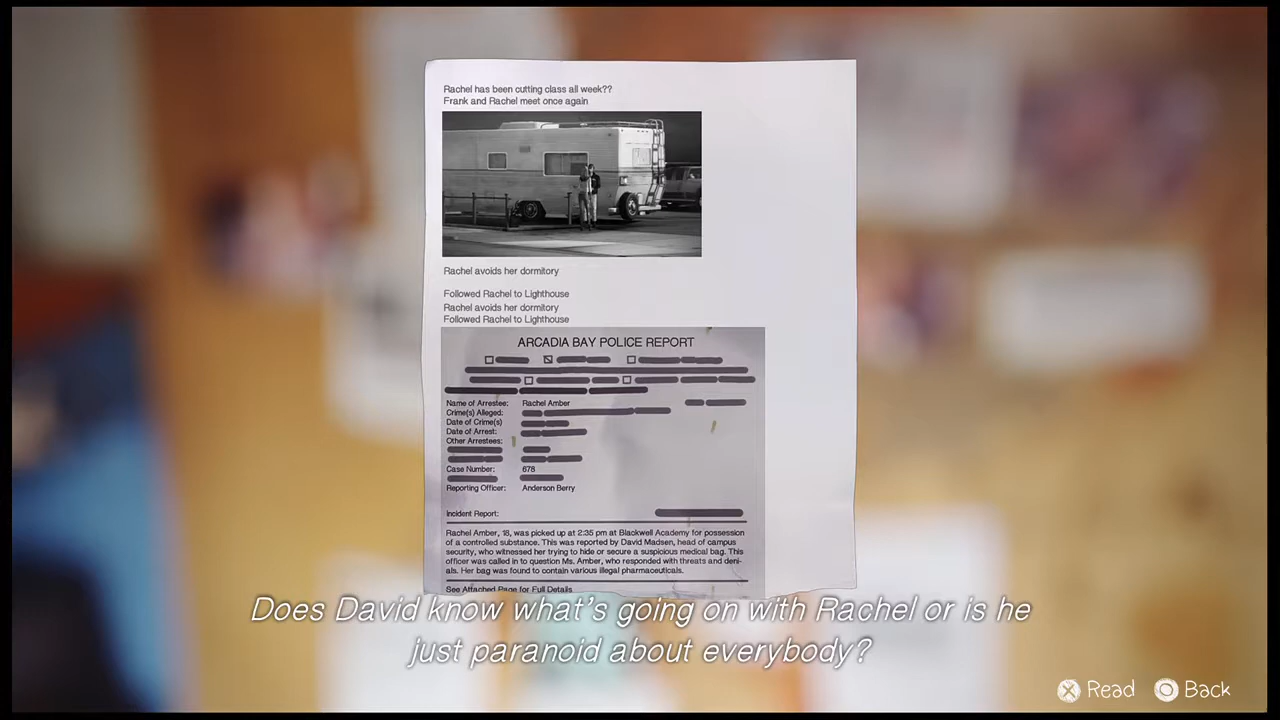 Rachel has been cutting class all week??
Frank and Rachel meet once again
Rachel avoids her dormitory
Followed Rachel to Lighthouse
Rachel avoids her dormitory
Followed Rachel to Lighthouse
ARCADIA BAY POLICE REPORT
Name of Arrestee: Rachel Amber
Crime(s) Alleged:
Date of Crime(s)
Date of Arrest:
Other Arrestees:
Case Number: 678
Reporting Officer: Anderson Berry
Incident Report:
Rachel Amber, 18, was picked up at 2:35 pm at Blackwell Academy for possession
of a controlled substance. This was reported by David Madsen, head of campus
security, who witnessed her trying to hide or secure a suspicious medical bag. This
officer was called in to question Ms. Amber, who responded with threats and deni-
als. Her bag was found to contain various illegal pharmaceuticals.
See Attached Page for Full Details
Does David know what's going on with Rachel or is he
just paranoid about everybody?
Read Back